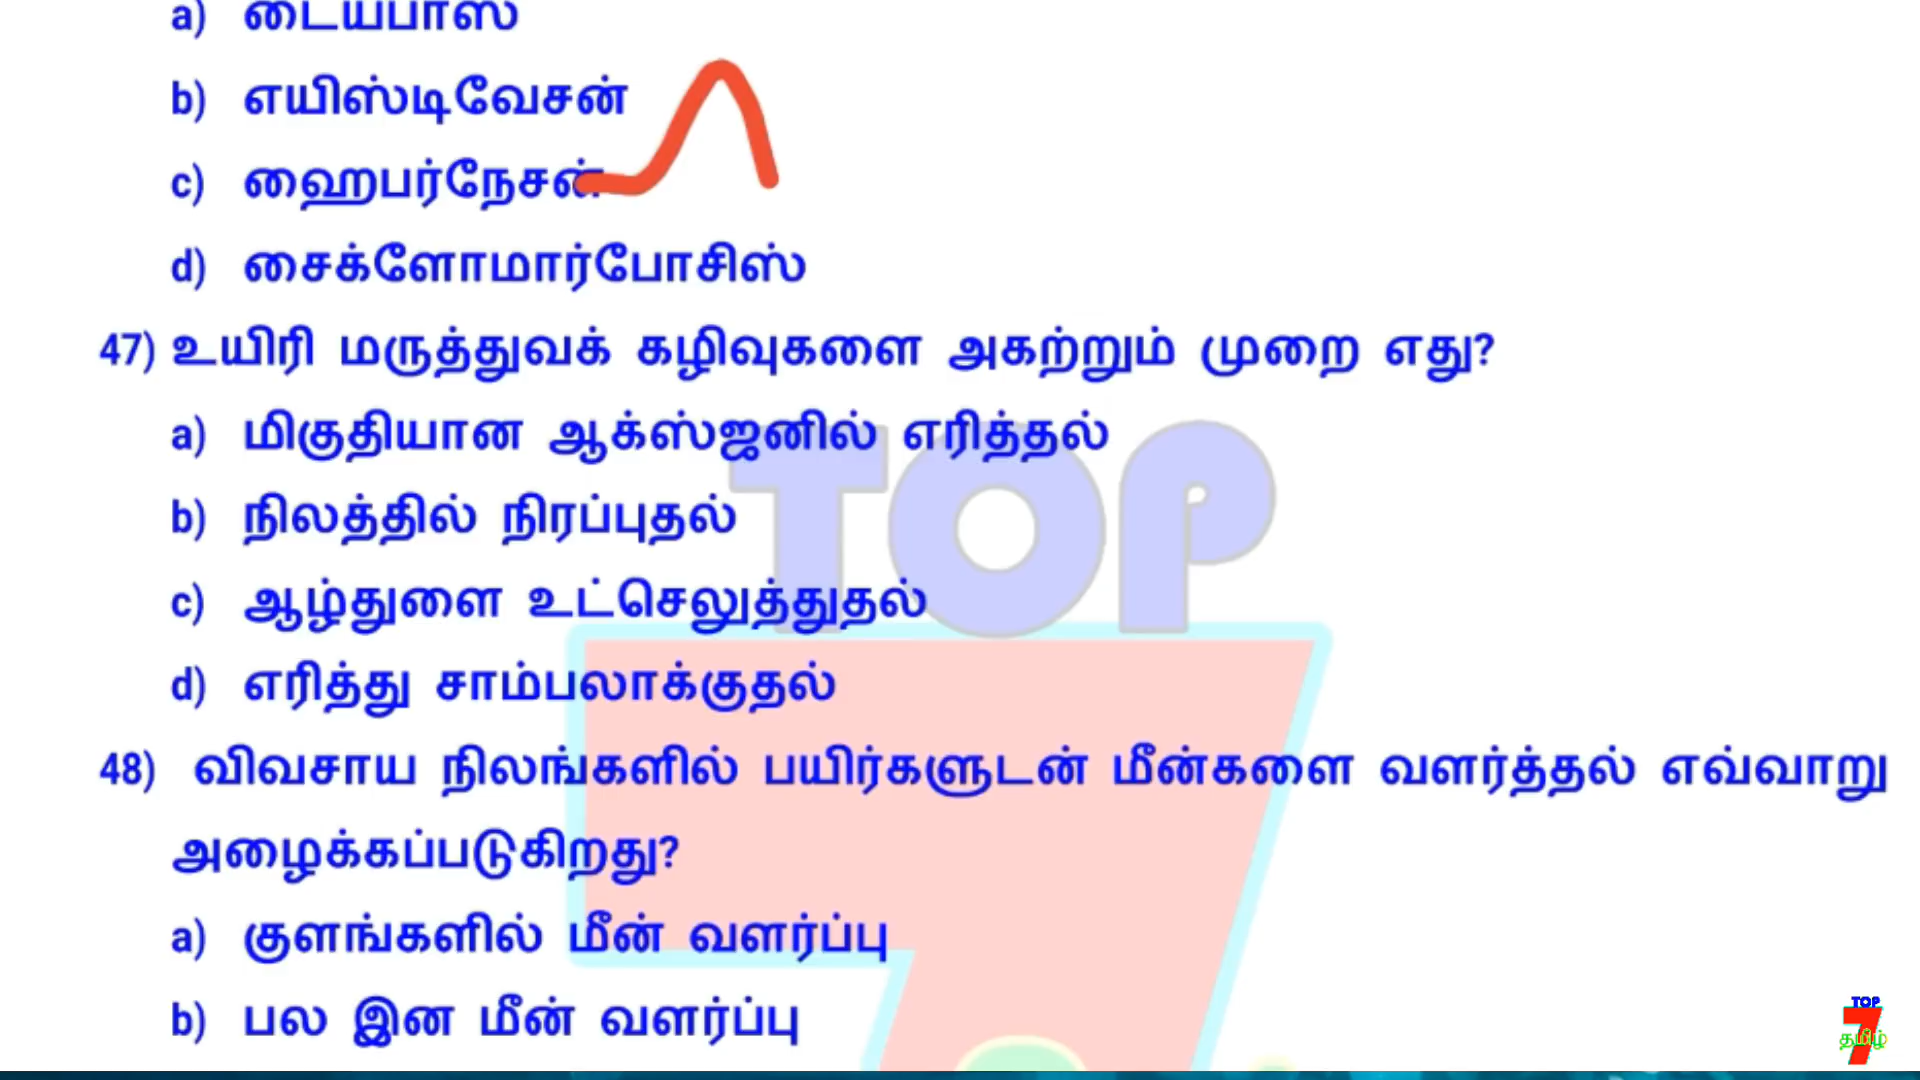 a) டையபாஸ்
b) எயிஸ்டிவேசன்
c) ஹைபர்நேசன்
d) சைக்ளோமார்போசிஸ்
47) உயிரி மருத்துவக் கழிவுகளை அகற்றும் முறை எது?
a) மிகுதியான ஆக்ஸ்ஜனில் எரித்தல்
b) நிலத்தில் நிரப்புதல்
c) ஆழ்துளை உட்செலுத்துதல்
d) எரித்து சாம்பலாக்குதல்
48) விவசாய நிலங்களில் பயிர்களுடன் மீன்களை வளர்த்தல் எவ்வாறு
அழைக்கப்படுகிறது?
a) குளங்களில் மீன் வளர்ப்பு
b) பல இன மீன் வளர்ப்பு
TOP
7
TOP
7
தமிழ்